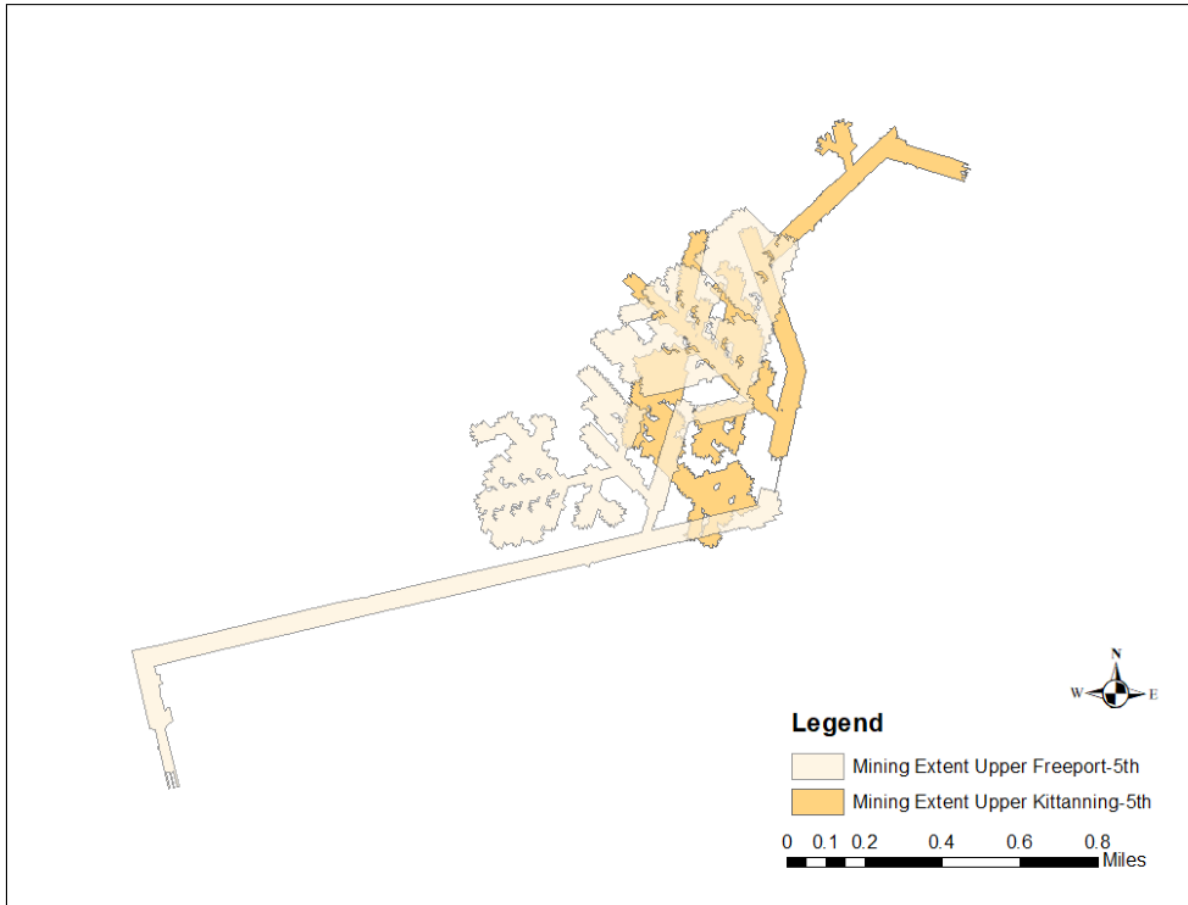 N
W E
Legend
Mining Extent Upper Freeport-5th
Mining Extent Upper Kittanning-5th
0 0.1 0.2 0.4 0.6 0.8
Miles